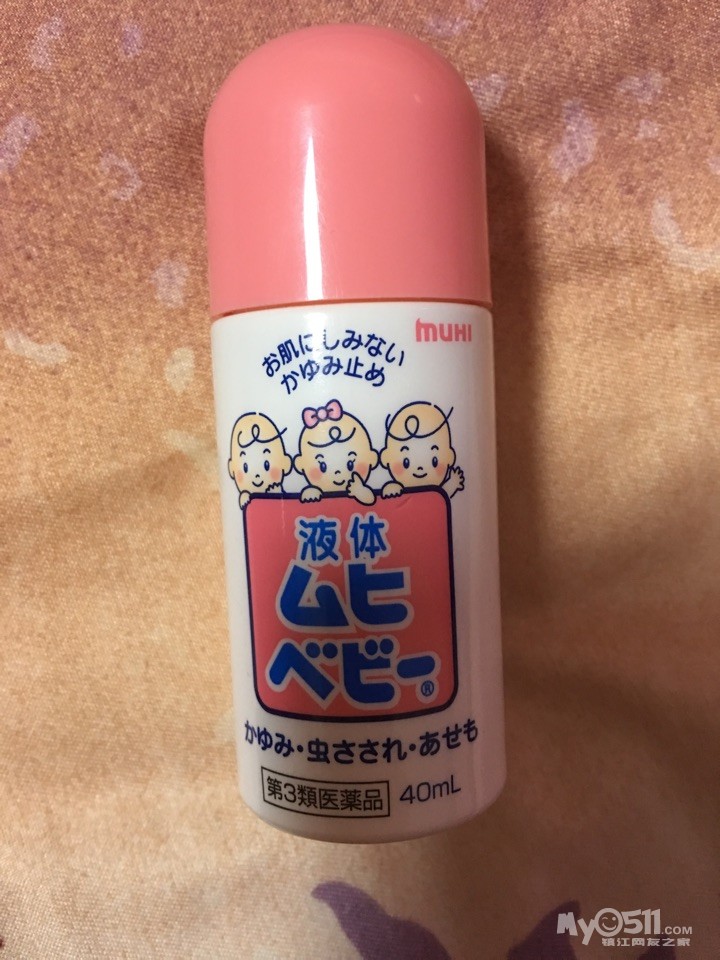 muHI
お肌にしみない
かゆみ止め
液体
ムヒ
ベビー®
かゆみ・虫さされ・あせも
第3類医薬品 40mL
My0511.COM
镇江网友之家